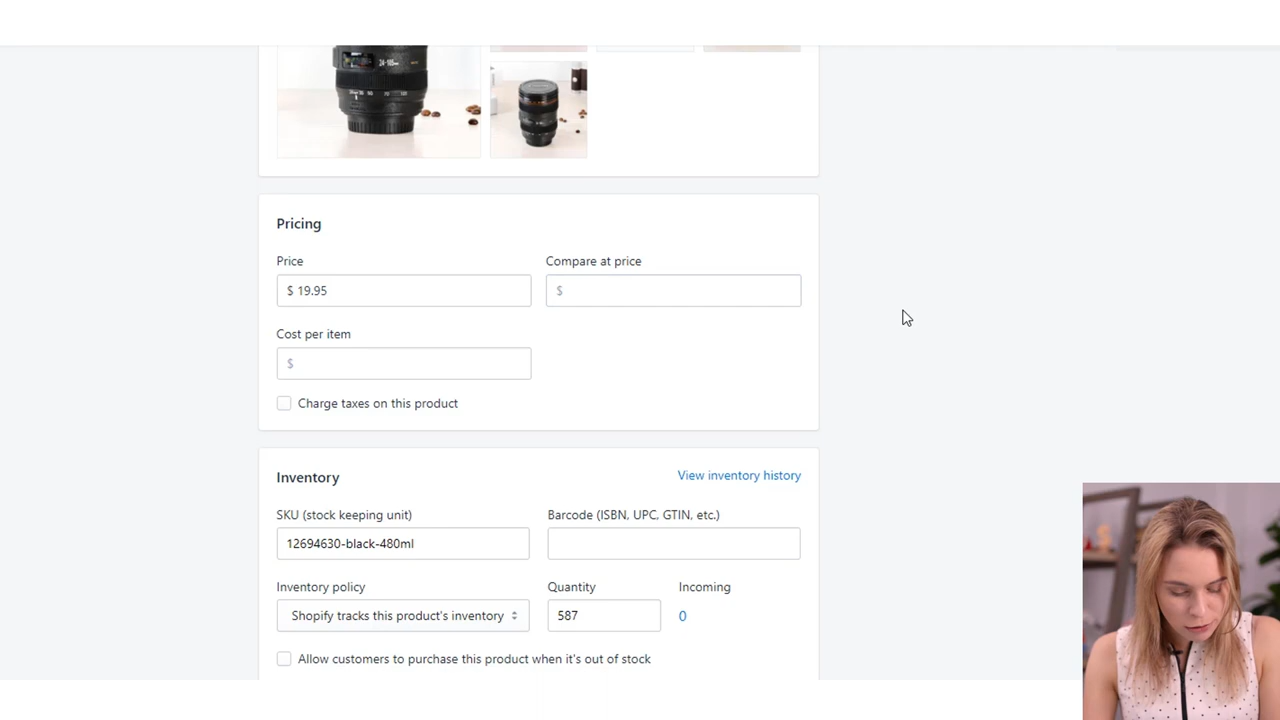 Pricing
Price
Compare at price
$ 19.95
$
Cost per item
$
Charge taxes on this product
Inventory
View inventory history
SKU (stock keeping unit)
Barcode (ISBN, UPC, GTIN, etc.)
12694630-black-480ml
Inventory policy
Quantity
Incoming
Shopify tracks this product's inventory
587
0
Allow customers to purchase this product when it's out of stock